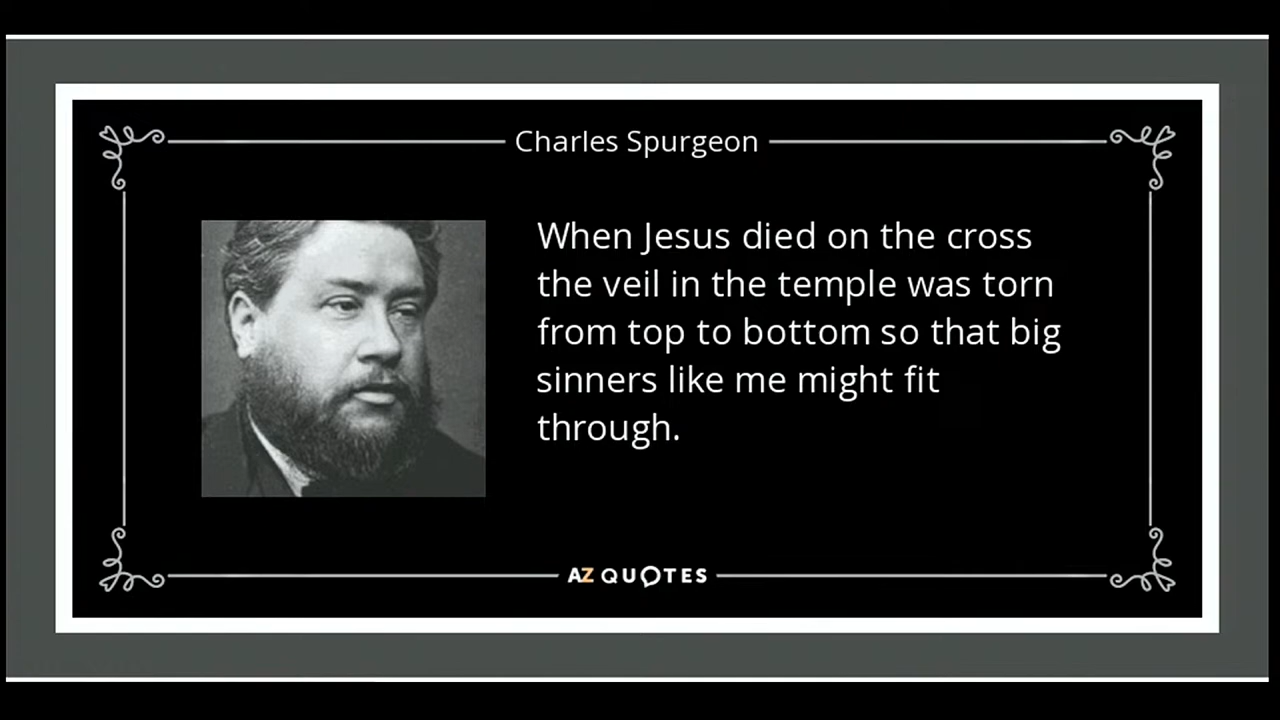 Charles Spurgeon
When Jesus died on the cross
the veil in the temple was torn
from top to bottom so that big
sinners like me might fit
through.
AZ QUOTES